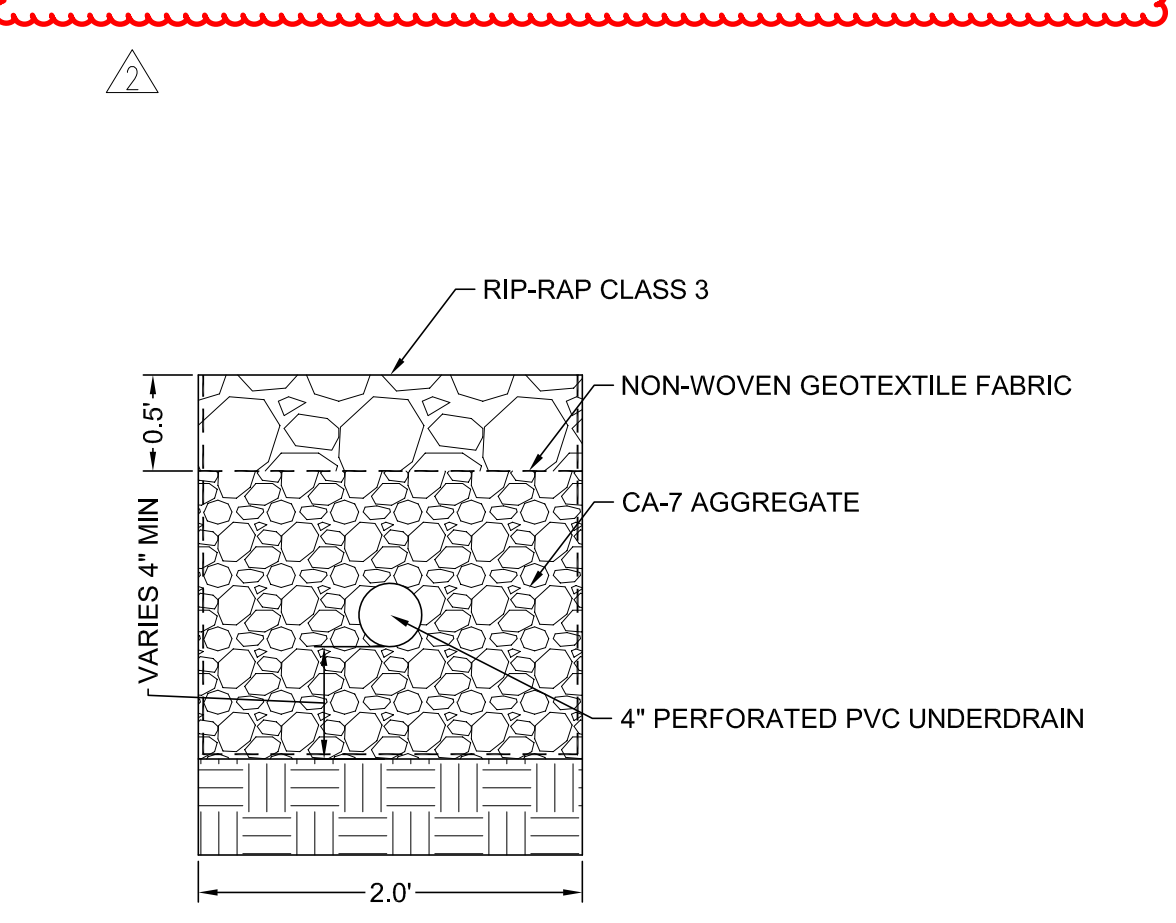 2
RIP-RAP CLASS 3
NON-WOVEN GEOTEXTILE FABRIC
0.5'
CA-7 AGGREGATE
VARIES 4" MIN
4" PERFORATED PVC UNDERDRAIN
2.0'